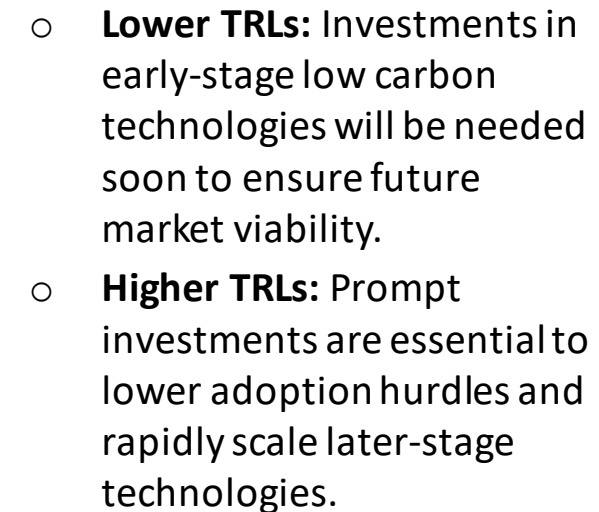 ○ Lower TRLs: Investments in
early-stage low carbon
technologies will be needed
soon to ensure future
market viability.
○ Higher TRLs: Prompt
investments are essential to
lower adoption hurdles and
rapidly scale later-stage
technologies.